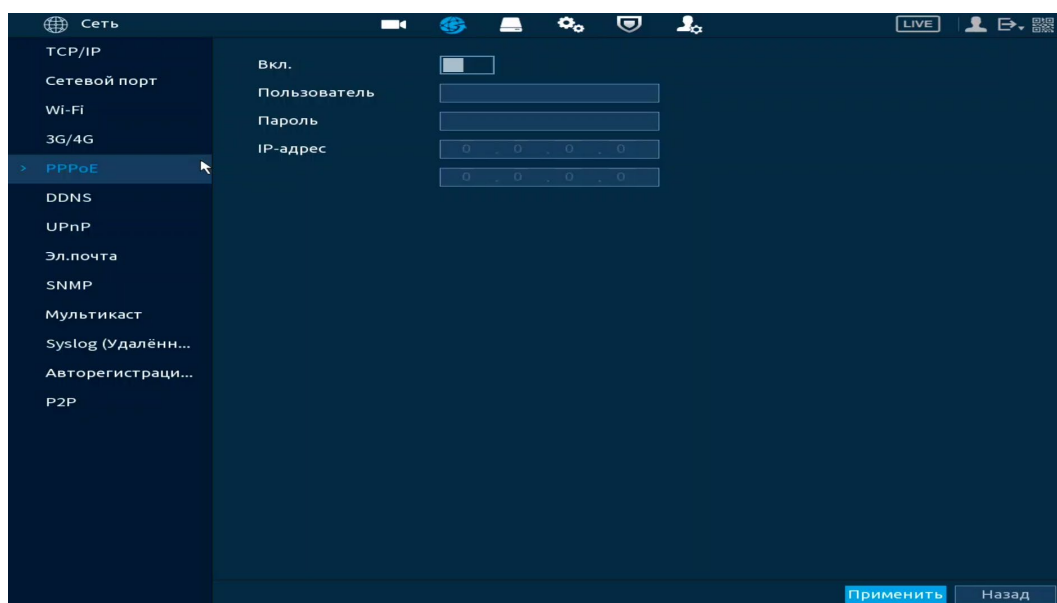 Сеть
LIVE
TCP/IP
Сетевой порт
Wi-Fi
3G/4G
> PPPoE
DDNS
UPnP
Эл.почта
SNMP
Мультикаст
Syslog (Удалённ...
Авторегистраци...
P2P
Вкл.
Пользователь
Пароль
IP-адрес
0 . 0 . 0 . 0
0 . 0 . 0 . 0
Применить
Назад